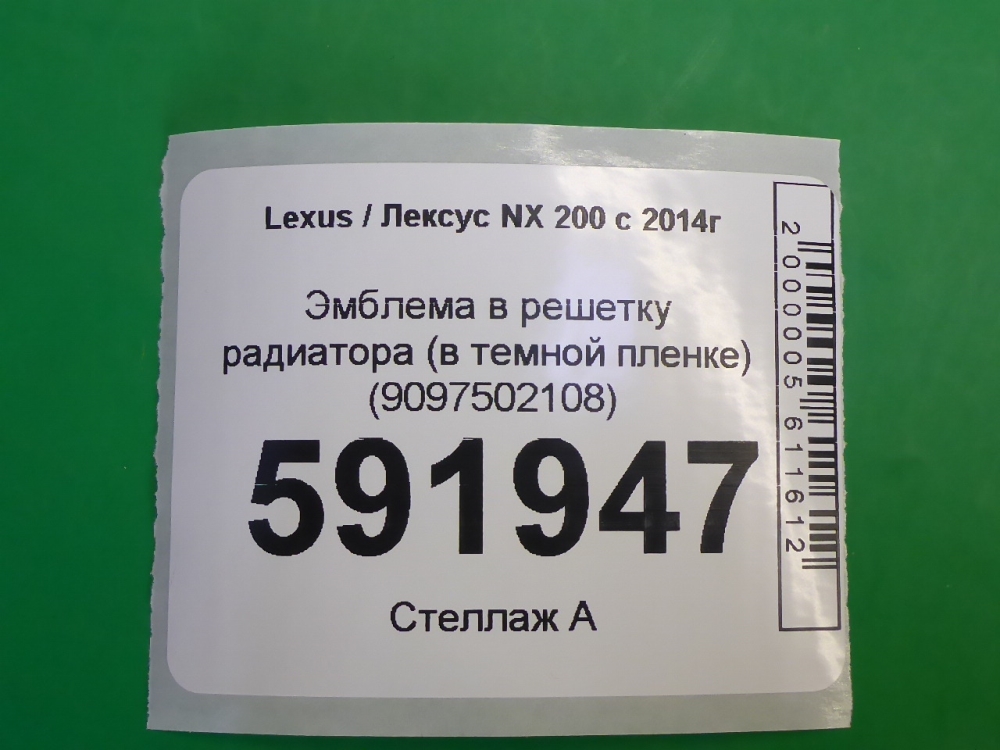 Lexus / Лексус NX 200 с 2014г
Эмблема в решетку
радиатора (в темной пленке)
(9097502108)
591947
Стеллаж А
2000005611612